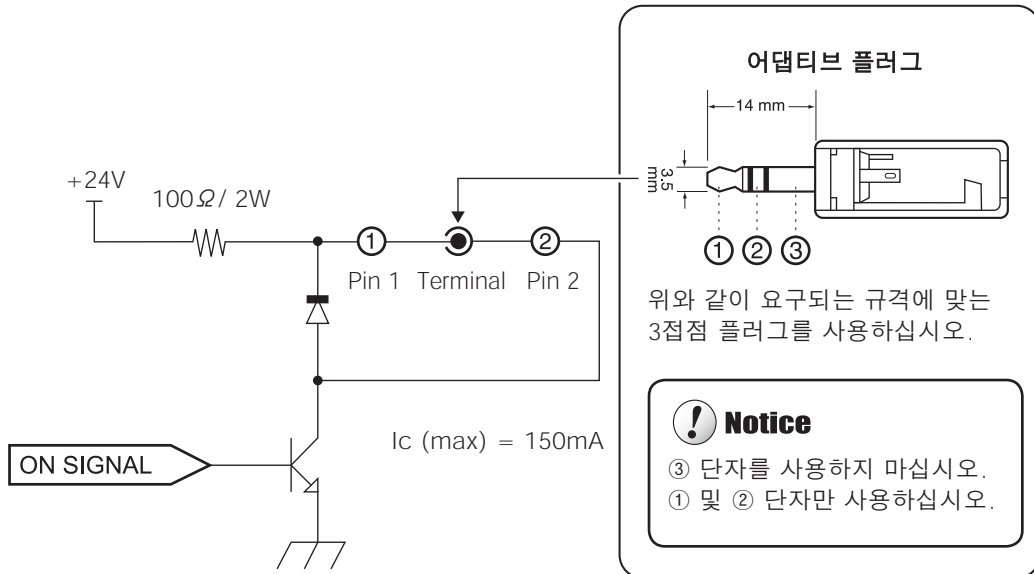 어댑티브 플러그
14 mm
3.5 mm
+24V
100Ω/ 2W
① ②
Pin 1 Terminal Pin 2
① ② ③
위와 같이 요구되는 규격에 맞는
3접점 플러그를 사용하십시오.
Ic (max) = 150mA
ON SIGNAL
! Notice
③ 단자를 사용하지 마십시오.
① 및 ② 단자만 사용하십시오.